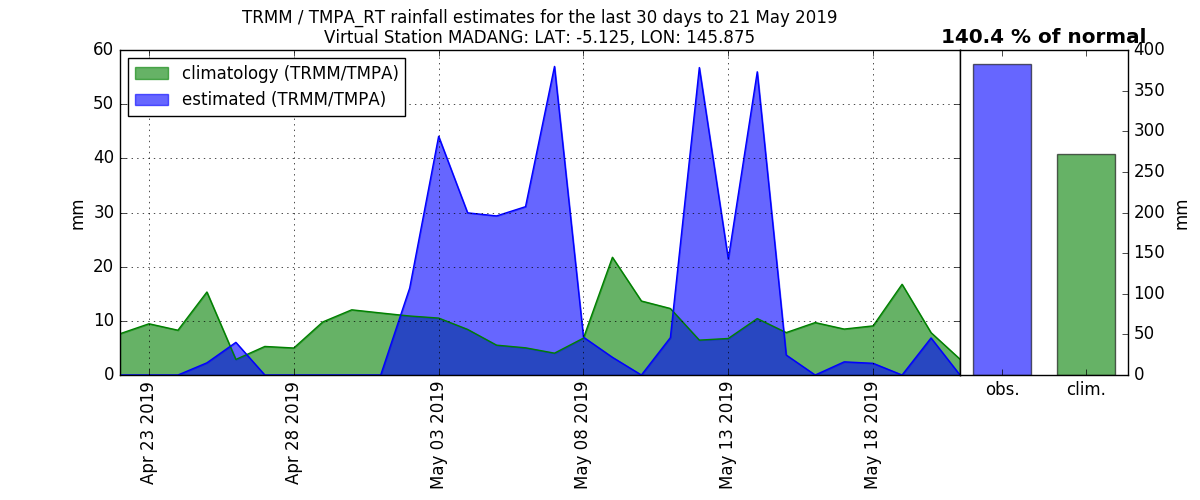 TRMM / TMPA_RT rainfall estimates for the last 30 days to 21 May 2019
Virtual Station MADANG: LAT: -5.125, LON: 145.875
140.4 % of normal
climatology (TRMM/TMPA)
estimated (TRMM/TMPA)
60
50
40
30
20
10
0
mm
Apr 23 2019
Apr 28 2019
May 03 2019
May 08 2019
May 13 2019
May 18 2019
400
350
300
250
200
150
100
50
0
mm
obs.
clim.